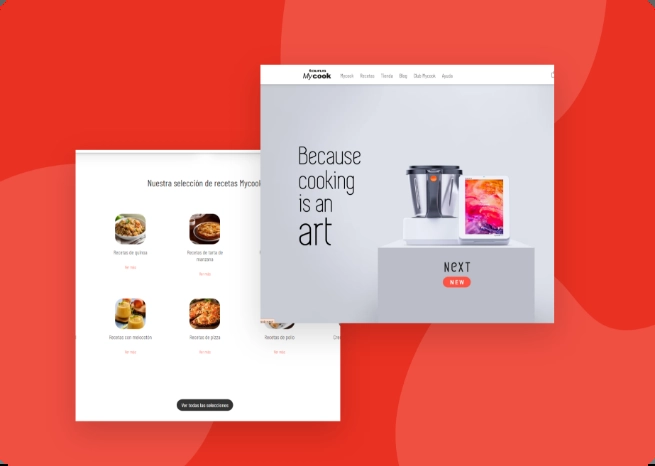 Mycook
Mycook Recetas Tienda Blog Club Mycook Ayuda
Because
cooking
is an
art
NEXT
NEW
Nuestra selección de recetas Mycook
Recetas de quinoa
Ver más
Recetas de tarta de
manzana
Ver más
Recetas con melocotón
Ver más
Recetas de pizza
Ver más
Recetas de pollo
Ver más
Ver todas las selecciones